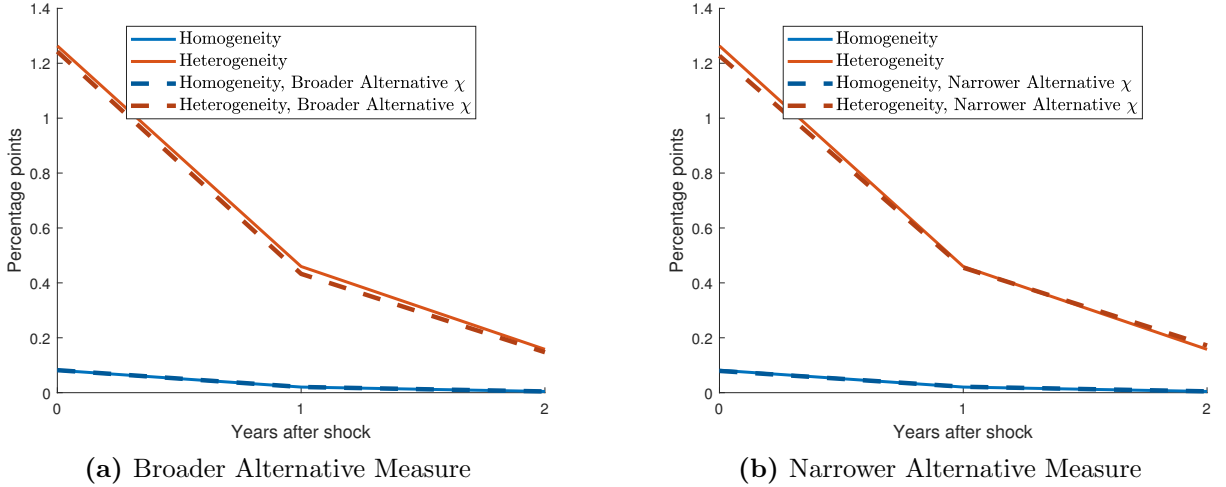 1.4
1.2
1
0.8
0.6
0.4
0.2
0
Percentage points
Homogeneity
Heterogeneity
Homogeneity, Broader Alternative χ
Heterogeneity, Broader Alternative χ
0 1 2
Years after shock
(a) Broader Alternative Measure
1.4
1.2
1
0.8
0.6
0.4
0.2
0
Percentage points
Homogeneity
Heterogeneity
Homogeneity, Narrower Alternative χ
Heterogeneity, Narrower Alternative χ
0 1 2
Years after shock
(b) Narrower Alternative Measure